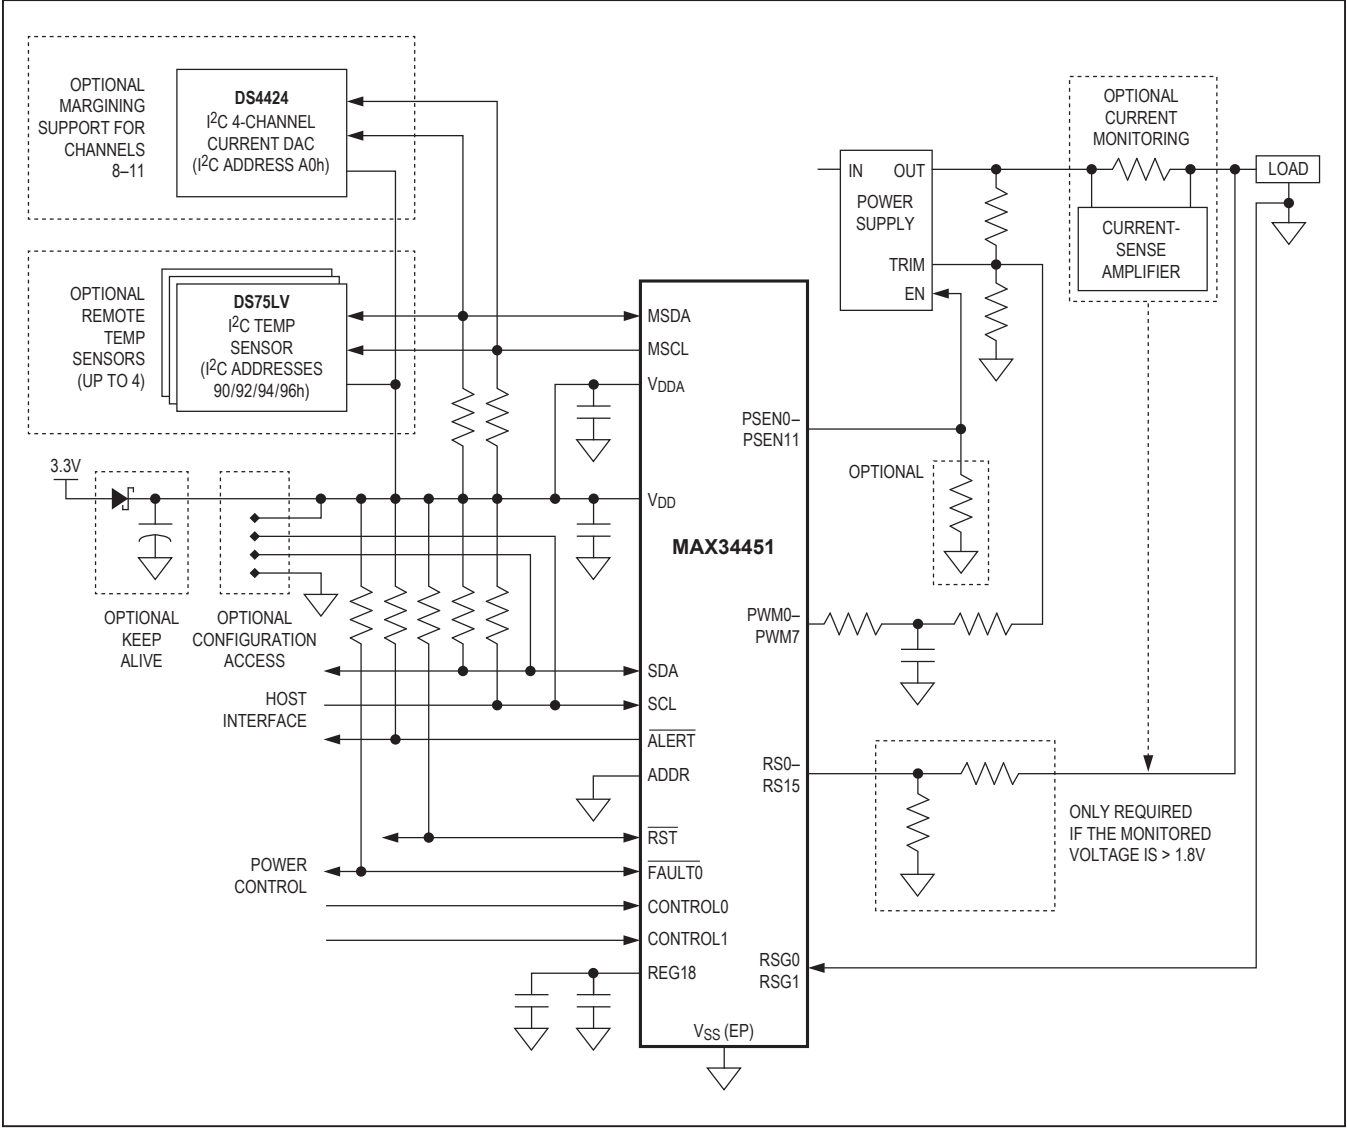 OPTIONAL
MARGINING
SUPPORT FOR
CHANNELS
8–11
DS4424
I²C 4-CHANNEL
CURRENT DAC
(I²C ADDRESS A0h)
OPTIONAL
REMOTE
TEMP
SENSORS
(UP TO 4)
DS75LV
I²C TEMP
SENSOR
(I²C ADDRESSES
90/92/94/96h)
3.3V
OPTIONAL
KEEP
ALIVE
OPTIONAL
CONFIGURATION
ACCESS
HOST
INTERFACE
POWER
CONTROL
MSDA
MSCL
VDDA
VDD
MAX34451
SDA
SCL
ALERT
ADDR
RST
FAULT0
CONTROL0
CONTROL1
REG18
VSS (EP)
PSEN0–
PSEN11
PWM0–
PWM7
RS0–
RS15
RSG0
RSG1
IN
OUT
POWER
SUPPLY
TRIM
EN
OPTIONAL
OPTIONAL
CURRENT
MONITORING
CURRENT-
SENSE
AMPLIFIER
LOAD
ONLY REQUIRED
IF THE MONITORED
VOLTAGE IS > 1.8V